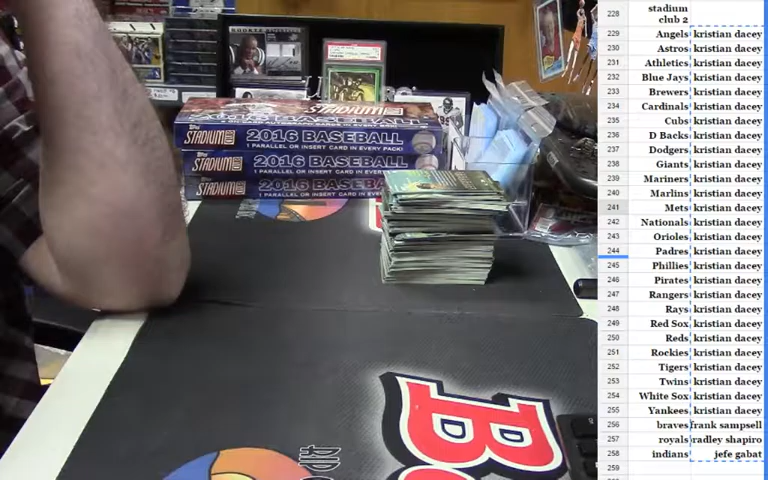 STADIUM
STADIUM
2016 BASEBALL
1 PARALLEL OR INSERT CARD IN EVERY PACK!
STADIUM
2016 BASEBALL
1 PARALLEL OR INSERT CARD IN EVERY PACK!
STADIUM
2016 BASEBALL
RIP
228 stadium
club 2
229 Angels kristian dacey
230 Astros kristian dacey
231 Athletics kristian dacey
232 Blue Jays kristian dacey
233 Brewers kristian dacey
234 Cardinals kristian dacey
235 Cubs kristian dacey
236 D Backs kristian dacey
237 Dodgers kristian dacey
238 Giants kristian dacey
239 Mariners kristian dacey
240 Marlins kristian dacey
241 Mets kristian dacey
242 Nationals kristian dacey
243 Orioles kristian dacey
244 Padres kristian dacey
245 Phillies kristian dacey
246 Pirates kristian dacey
247 Rangers kristian dacey
248 Rays kristian dacey
249 Red Sox kristian dacey
250 Reds kristian dacey
251 Rockies kristian dacey
252 Tigers kristian dacey
253 Twins kristian dacey
254 White Sox kristian dacey
255 Yankees kristian dacey
256 braves frank sampsell
257 royals radley shapiro
258 indians jefe gabat
259